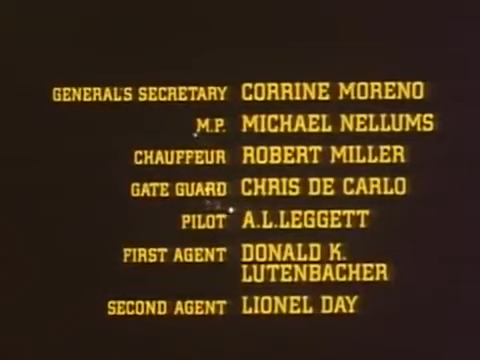 GENERAL'S SECRETARY CORRINE MORENO
M.P. MICHAEL NELLUMS
CHAUFFEUR ROBERT MILLER
GATE GUARD CHRIS DE CARLO
PILOT A.L.LEGGETT
FIRST AGENT DONALD K.
LUTENBACHER
SECOND AGENT LIONEL DAY